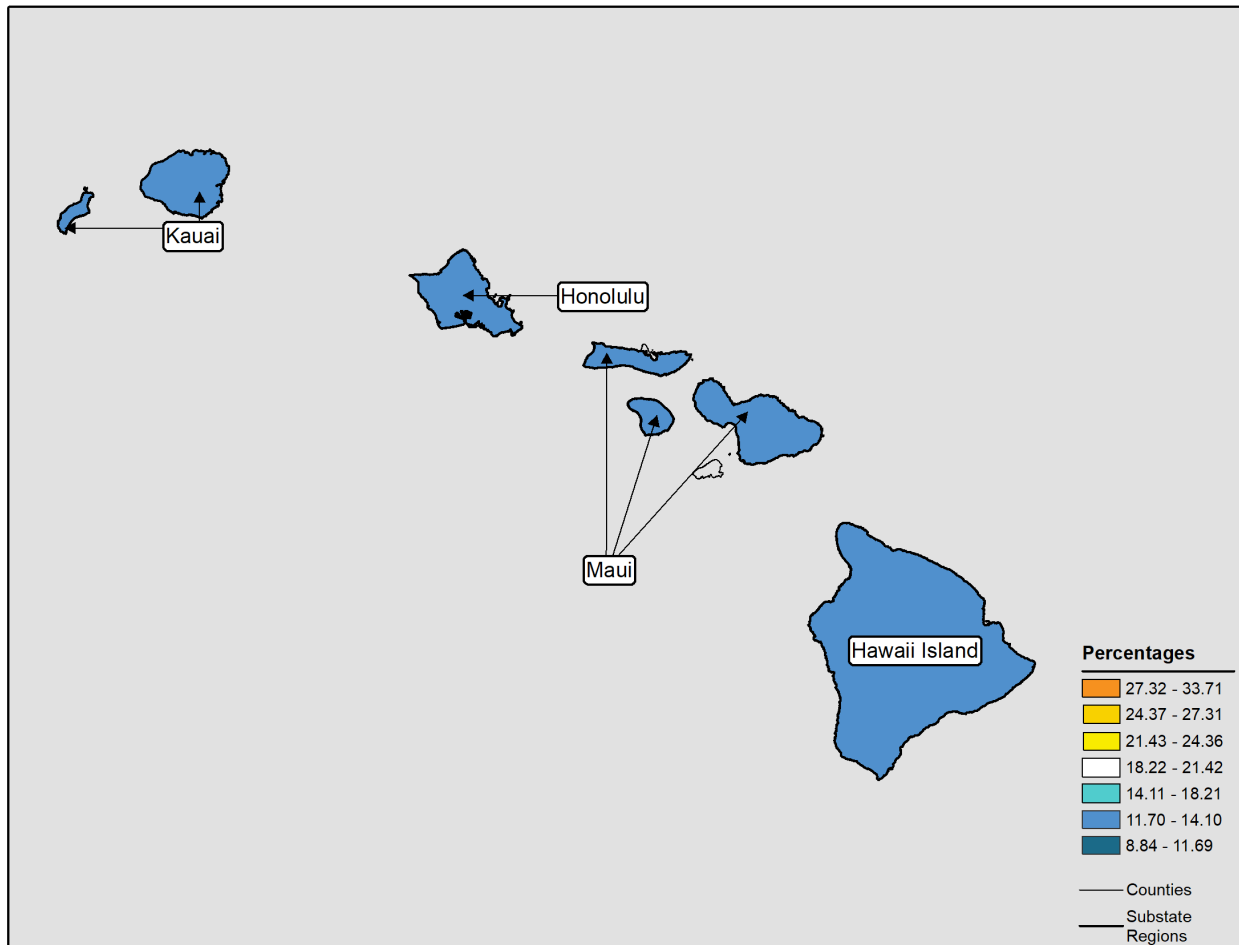 Kauai
Honolulu
Maui
Hawaii Island
Percentages
27.32 - 33.71
24.37 - 27.31
21.43 - 24.36
18.22 - 21.42
14.11 - 18.21
11.70 - 14.10
8.84 - 11.69
Counties
Substate
Regions